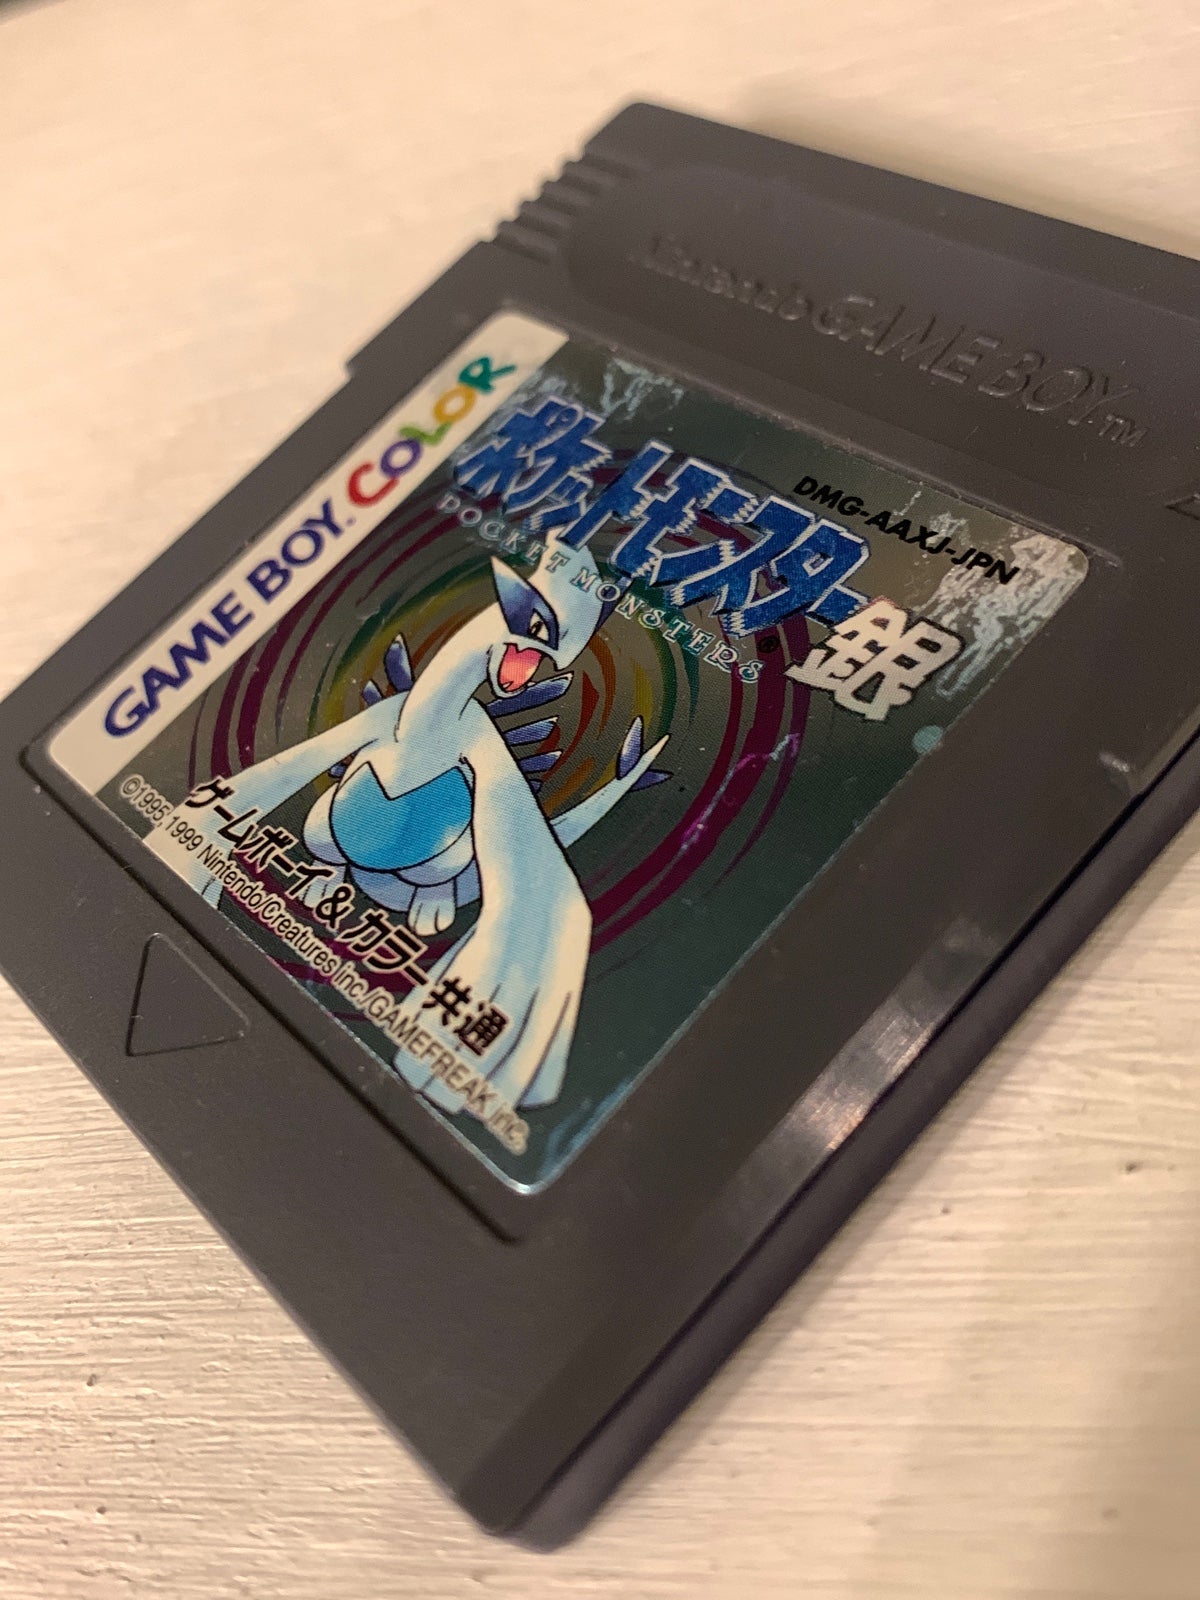 Nintendo GAME BOY™
GAME BOY COLOR
DMG-AAXJ-JPN
ポケットモンスター銀
POCKET MONSTERS®
ゲームボーイ&カラー共通
©1995,1999 Nintendo/Creatures inc./GAMEFREAK inc.